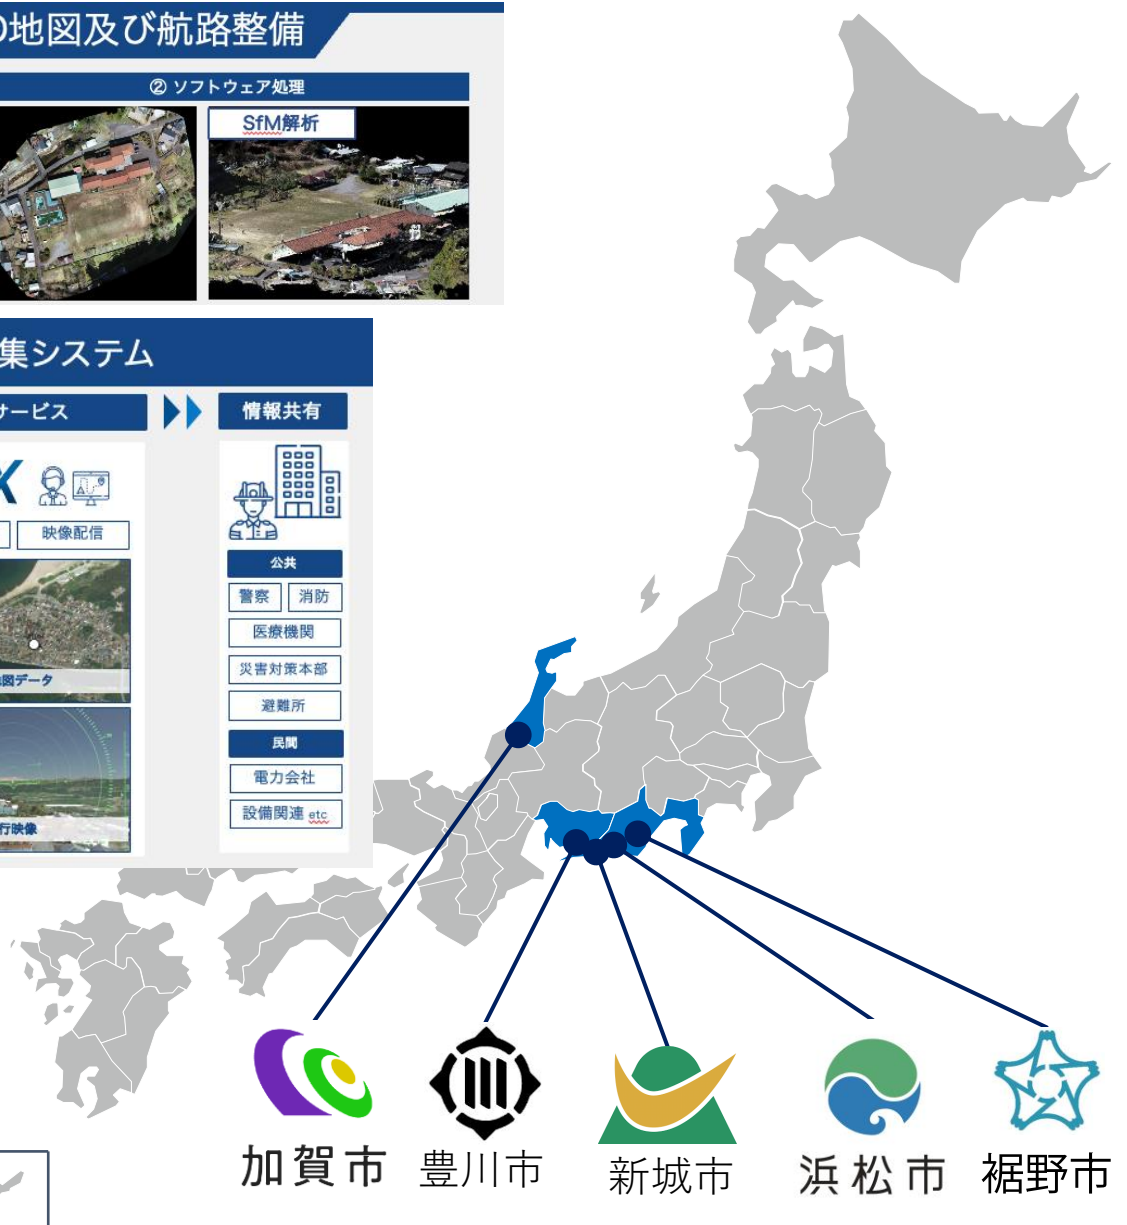 地図及び航路整備
② ソフトウェア処理
SfM解析
集システム
サービス
情報共有
映像配信
公共
警察
消防
医療機関
災害対策本部
図データ
避難所
民間
電力会社
行映像
設備関連 etc
加賀市
豊川市
新城市
浜松市
裾野市